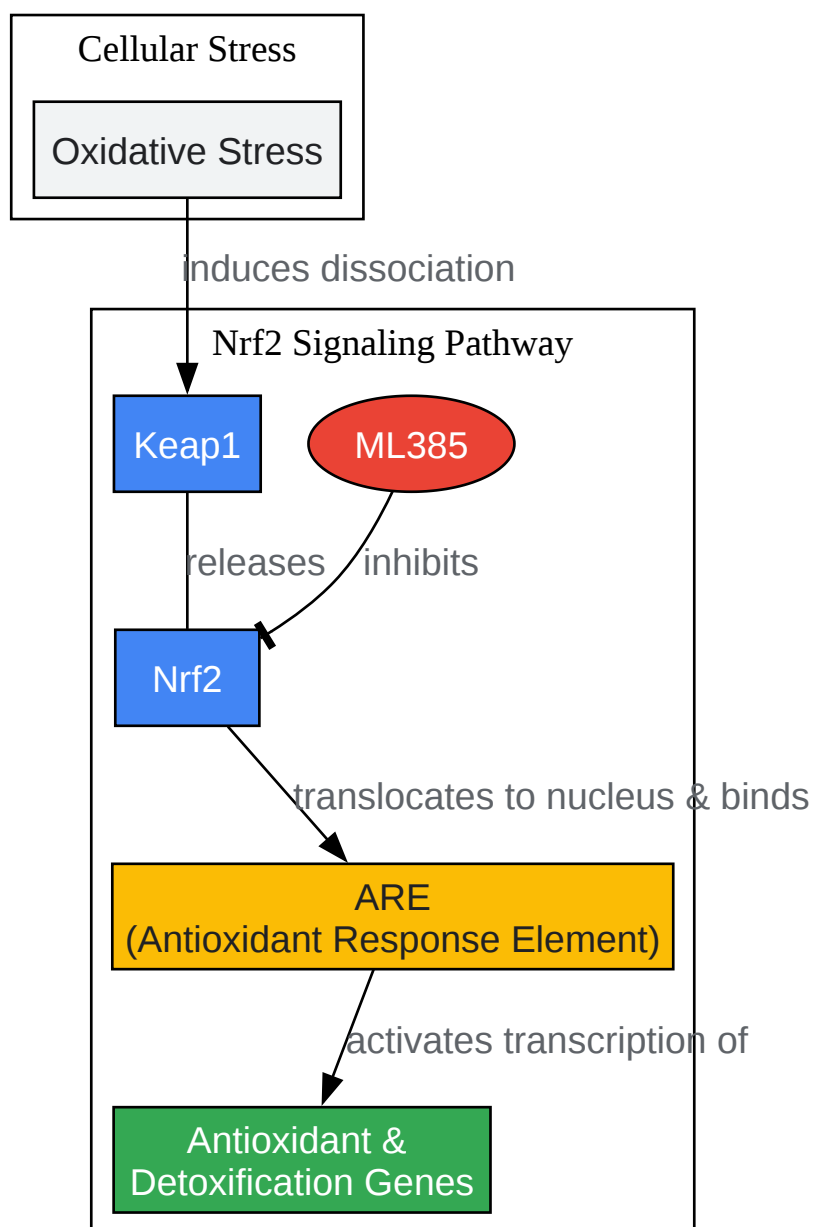 Cellular Stress
Oxidative Stress
induces dissociation
Nrf2 Signaling Pathway
Keap1
ML385
releases
inhibits
Nrf2
translocates to nucleus & binds
ARE
(Antioxidant Response Element)
activates transcription of
Antioxidant &
Detoxification Genes